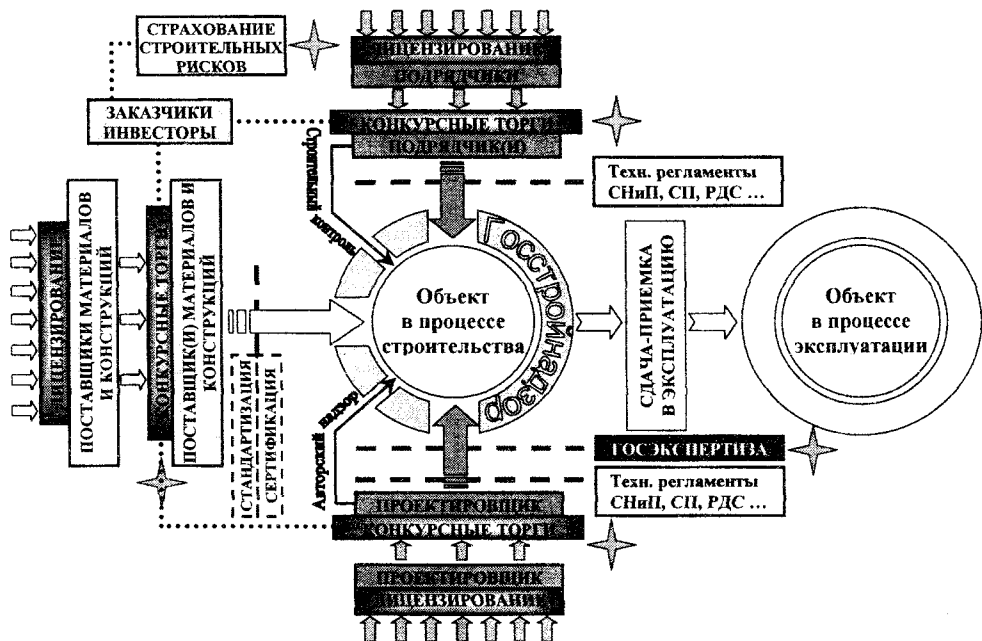 СТРАХОВАНИЕ
СТРОИТЕЛЬНЫХ
РИСКОВ
ЛИЦЕНЗИРОВАНИЕ
ПОДРЯДЧИКИ
ЗАКАЗЧИКИ
ИНВЕСТОРЫ
КОНКУРСНЫЕ ТОРГИ
ПОДРЯДЧИК(И)
Техн. регламенты
СНиП, СП, РДС ...
Строительный
контроль
ЛИЦЕНЗИРОВАНИЕ
ПОСТАВЩИКИ МАТЕРИАЛОВ
И КОНСТРУКЦИЙ
КОНКУРСНЫЕ ТОРГИ
ПОСТАВЩИК(И) МАТЕРИАЛОВ И
КОНСТРУКЦИЙ
СТАНДАРТИЗАЦИЯ
СЕРТИФИКАЦИЯ
Объект
в процессе
строительства
Госстройнадзор
СДАЧА-ПРИЕМКА
В ЭКСПЛУАТАЦИЮ
Объект
в процессе
эксплуатации
Авторский надзор
ГОСЭКСПЕРТИЗА
Техн. регламенты
СНиП, СП, РДС ...
ПРОЕКТИРОВЩИК
КОНКУРСНЫЕ ТОРГИ
ПРОЕКТИРОВЩИК
ЛИЦЕНЗИРОВАНИЕ